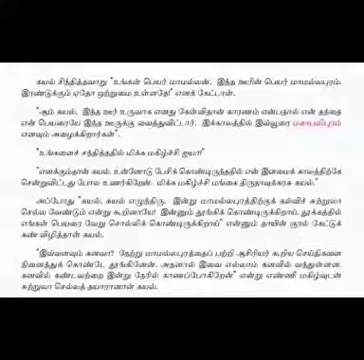 கயல் சிந்தித்தவாறு "உங்கள் பெயர் மாமல்லன். இந்த ஊரின் பெயர் மாமல்லபுரம்.
இரண்டுக்கும் ஏதோ ஒற்றுமை உள்ளதே! எனக் கேட்டாள்.
"ஆம் கயல். இந்த ஊர் உருவாக எனது கேள்விதான் காரணம் என்பதால் என் தந்தை
என் பெயரையே இந்த ஊருக்கு வைத்துவிட்டார். இக்காலத்தில் இவ்வூரை மகாபலிபுரம்
எனவும் அழைக்கிறார்கள்".
"உங்களைச் சந்தித்ததில் மிக்க மகிழ்ச்சி ஐயா!"
"எனக்கும்தான் கயல். உன்னோடு பேசிக் கொண்டிருந்ததில் என் இளமைக் காலத்திற்கே
சென்றுவிட்டது போல உணர்கிறேன். மிக்க மகிழ்ச்சி மங்கை திருநாவுக்கரசு கயல்."
அப்போது "கயல், கயல் எழுந்திரு. இன்று மாமல்லபுரத்திற்குக் கல்விச் சுற்றுலா
செல்ல வேண்டும் என்று கூறினாயே! இன்னும் தூங்கிக் கொண்டிருக்கிறாய். தூக்கத்தில்
எங்கள் பெயரை வேறு சொல்லிக் கொண்டிருக்கிறாய்" என்னும் தாயின் குரல் கேட்டுக் கண்
விழித்தாள் கயல்.
"இவ்வளவும் கனவா? நேற்று மாமல்லபுரத்தைப் பற்றி ஆசிரியர் கூறிய செய்திகளை
நினைத்துக் கொண்டே தூங்கினேன். அதனால் இவை எல்லாம் கனவில் வந்துள்ளன.
கனவில் கண்டவற்றை இன்று நேரில் காணப்போகிறேன்" என்று எண்ணி மகிழ்வுடன்
சுற்றுலா செல்லத் தயாரானாள் கயல்.